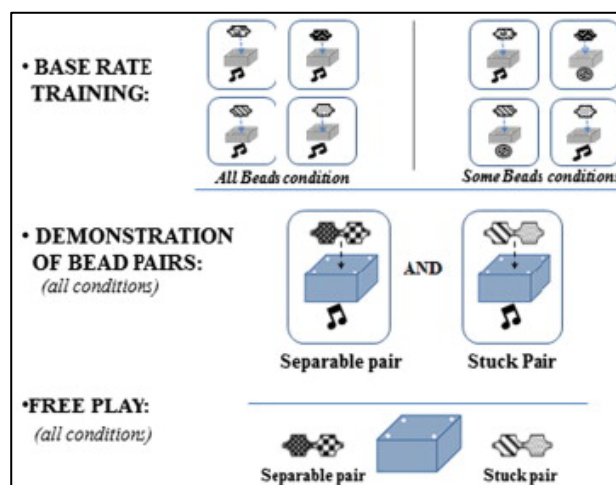 • BASE RATE
TRAINING:
All Beads condition
Some Beads condition
• DEMONSTRATION
OF BEAD PAIRS:
(all conditions)
AND
Separable pair
Stuck Pair
•FREE PLAY:
(all conditions)
Separable pair
Stuck pair